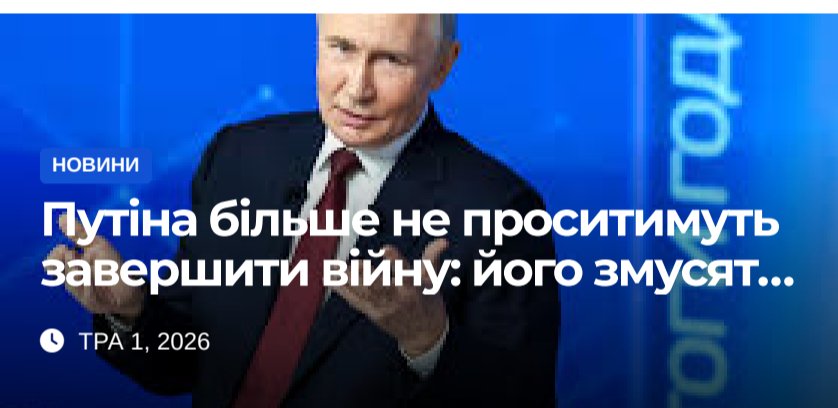 НОВИНИ
Путіна більше не проситимуть
завершити війну: його змусят...
ТРА 1, 2026